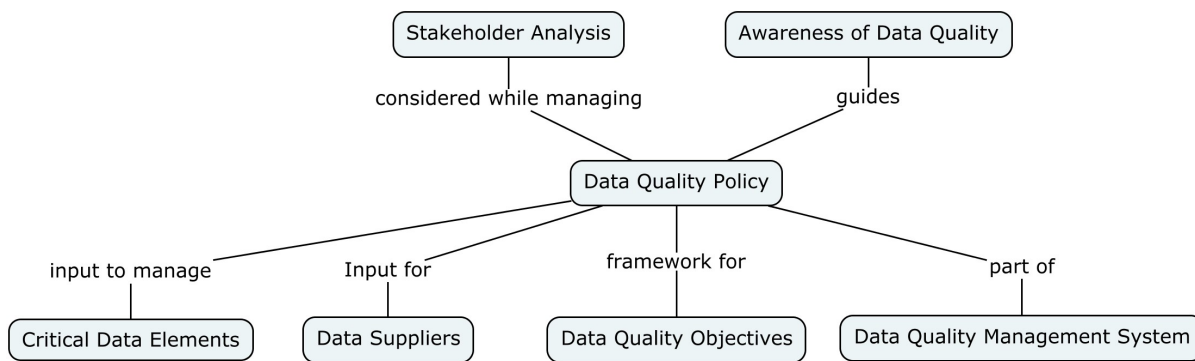 Stakeholder Analysis
Awareness of Data Quality
considered while managing
guides
Data Quality Policy
input to manage
Input for
framework for
part of
Critical Data Elements
Data Suppliers
Data Quality Objectives
Data Quality Management System